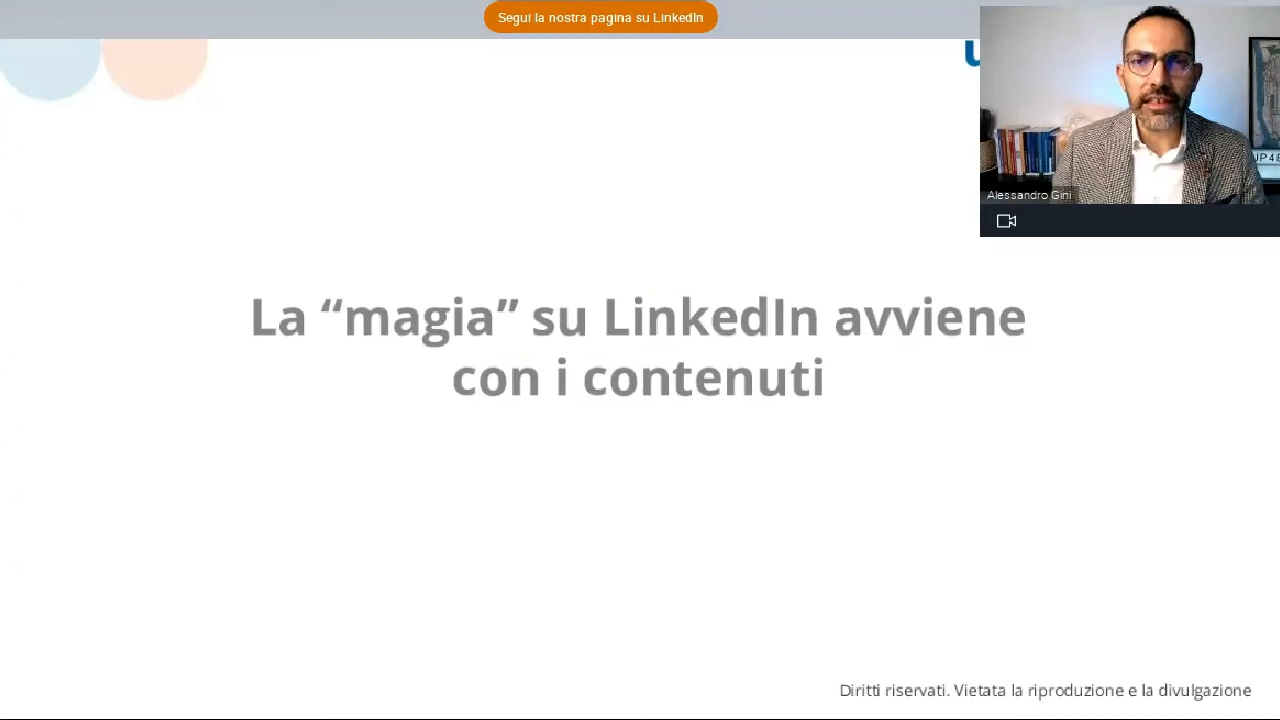 Segui la nostra pagina su LinkedIn
Alessandro Gini
La “magia” su LinkedIn avviene
con i contenuti
Diritti riservati. Vietata la riproduzione e la divulgazione